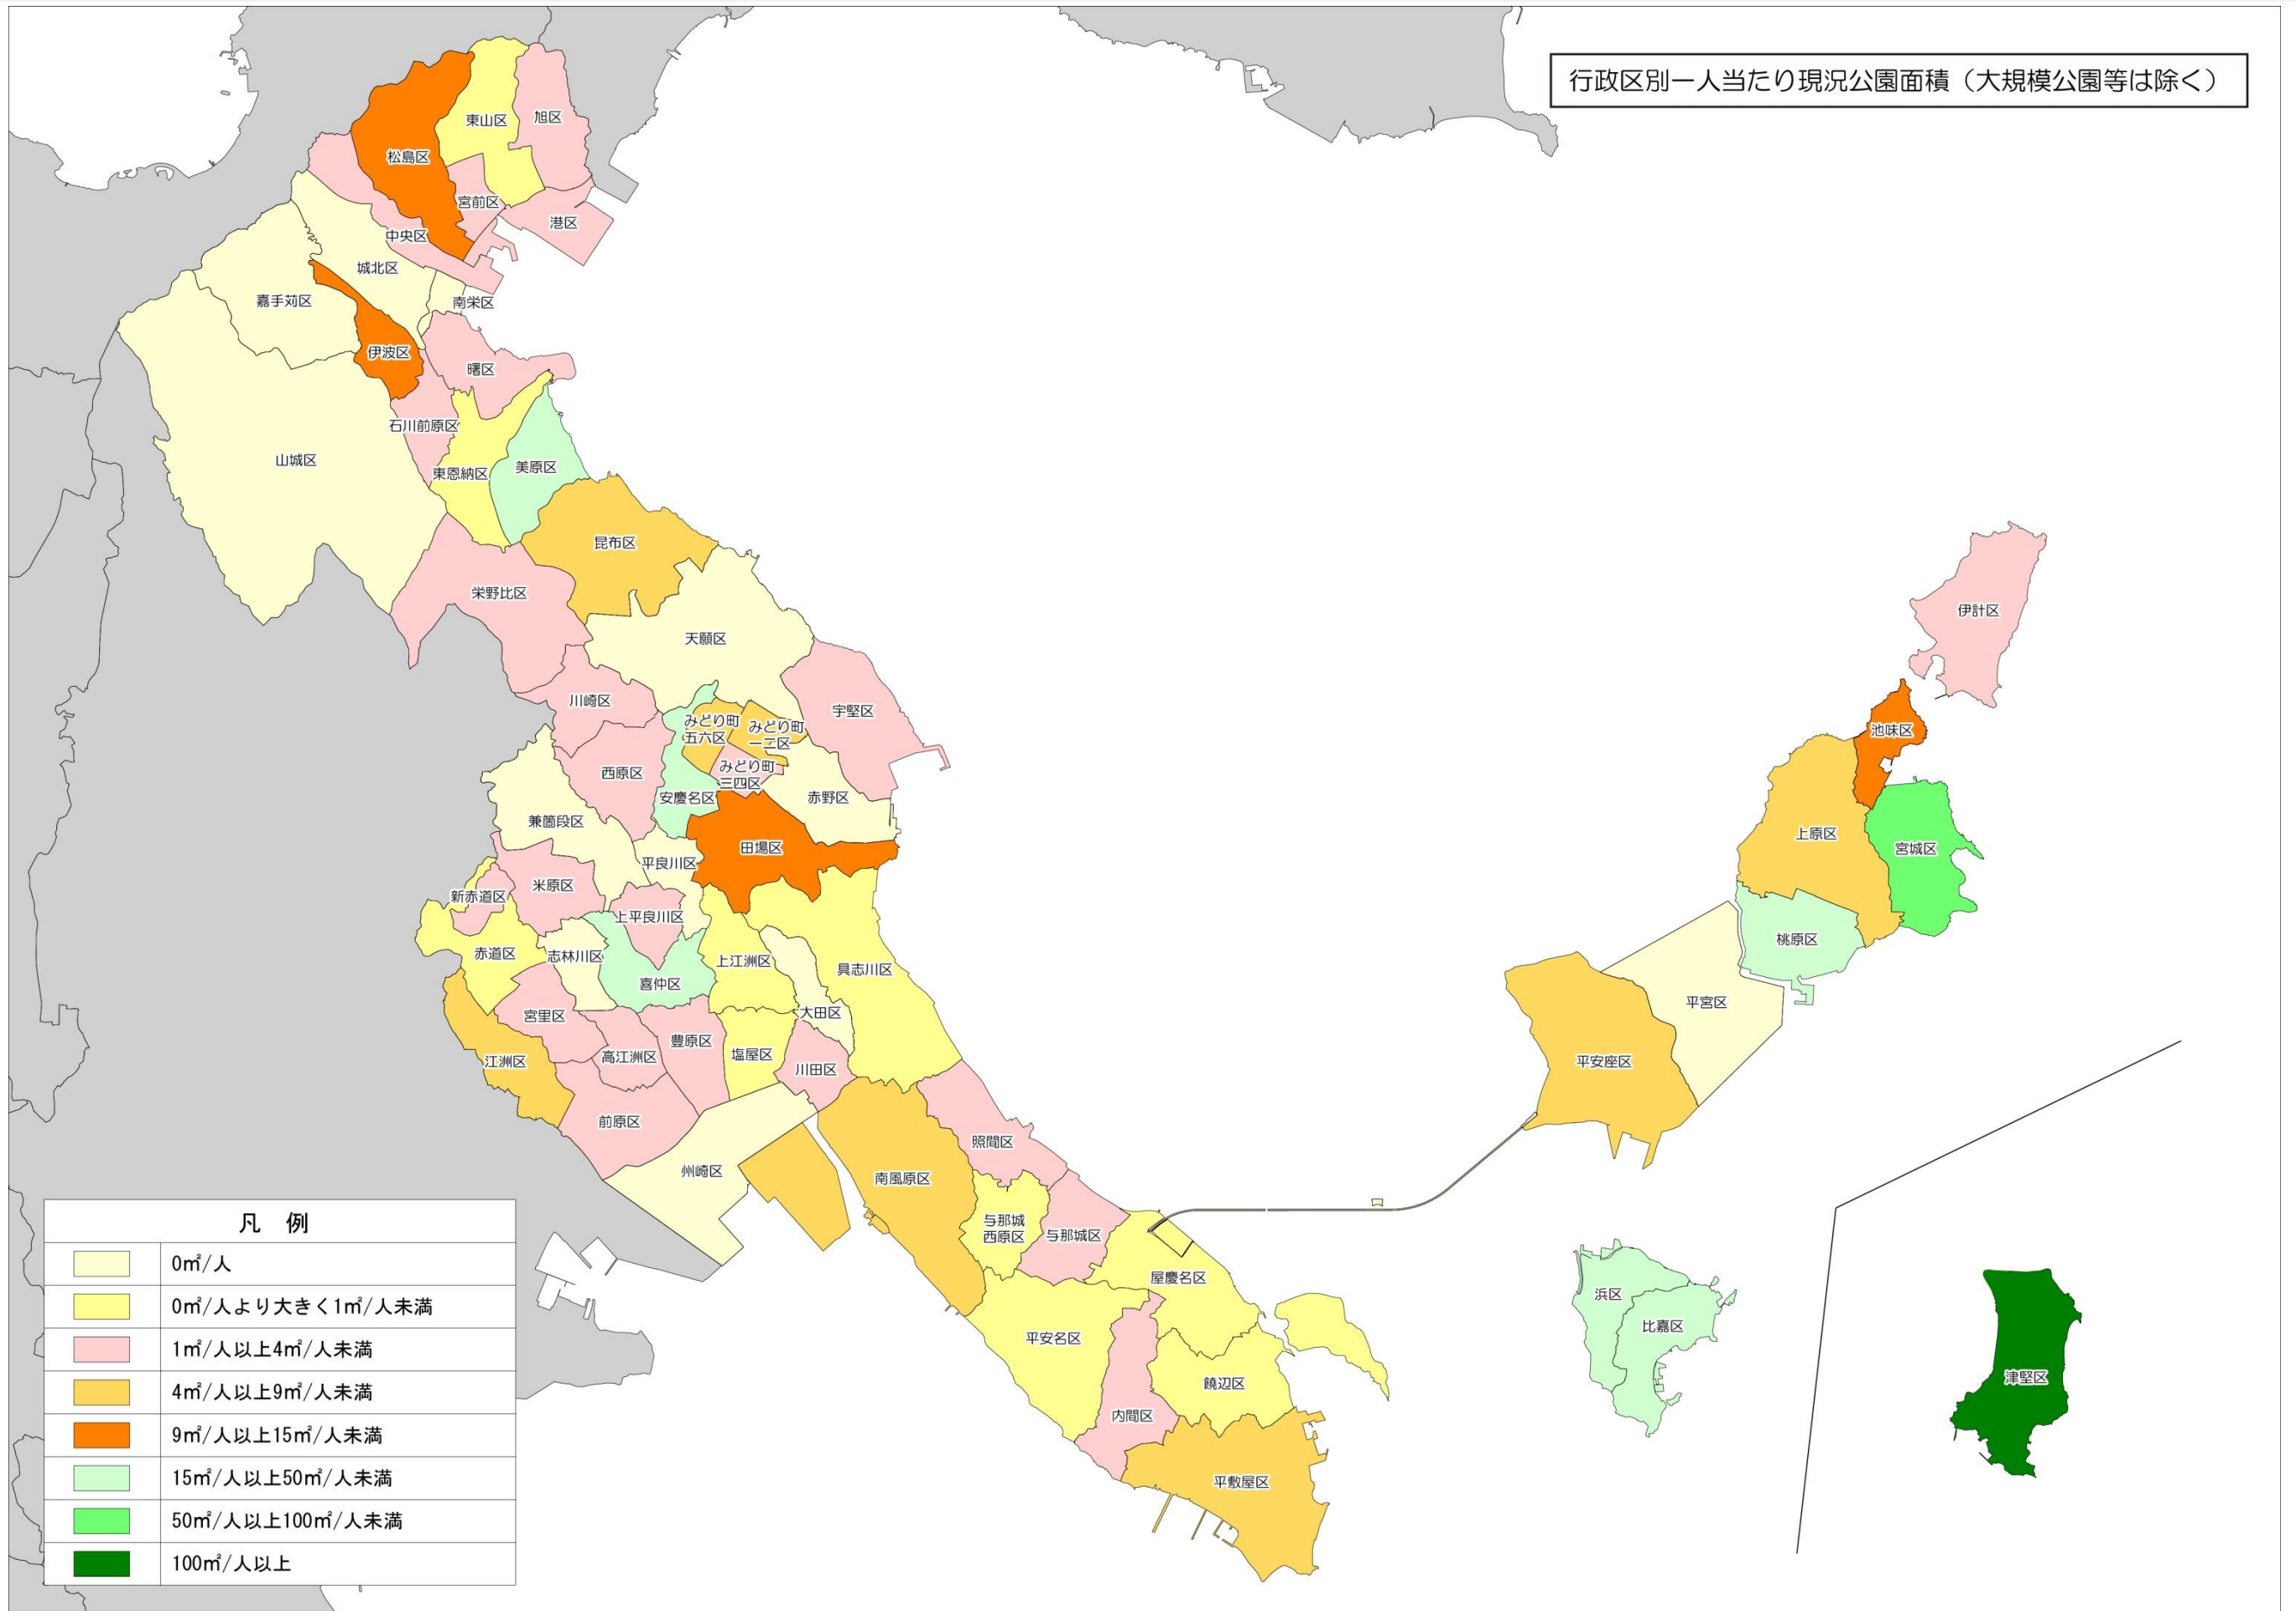 行政区別一人当たり現況公園面積（大規模公園等は除く）
東山区
旭区
松島区
宮前区
港区
中央区
城北区
嘉手苅区
南栄区
伊波区
曙区
石川前原区
山城区
東恩納区
美原区
昆布区
栄野比区
天願区
川崎区
宇堅区
みどり町
五六区
みどり町
一二区
西原区
みどり町
三四区
安慶名区
赤野区
兼箇段区
田場区
平良川区
米原区
新赤道区
上平良川区
赤道区
志林川区
上江洲区
具志川区
喜仲区
宮里区
大田区
豊原区
高江洲区
塩屋区
江洲区
川田区
前原区
照間区
州崎区
南風原区
与那城
西原区
与那城区
屋慶名区
平安名区
饒辺区
内間区
平敷屋区
伊計区
池味区
上原区
宮城区
桃原区
平宮区
平安座区
浜区
比嘉区
津堅区
凡 例
0㎡/人
0㎡/人より大きく1㎡/人未満
1㎡/人以上4㎡/人未満
4㎡/人以上9㎡/人未満
9㎡/人以上15㎡/人未満
15㎡/人以上50㎡/人未満
50㎡/人以上100㎡/人未満
100㎡/人以上